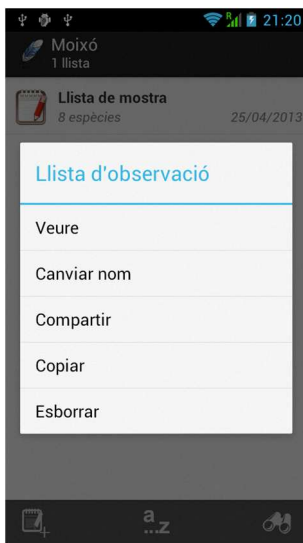 R 21:20
Moixó
1 llista
Llista de mostra
8 espècies 25/04/2013
Llista d'observació
Veure
Canviar nom
Compartir
Copiar
Esborrar
a
...z